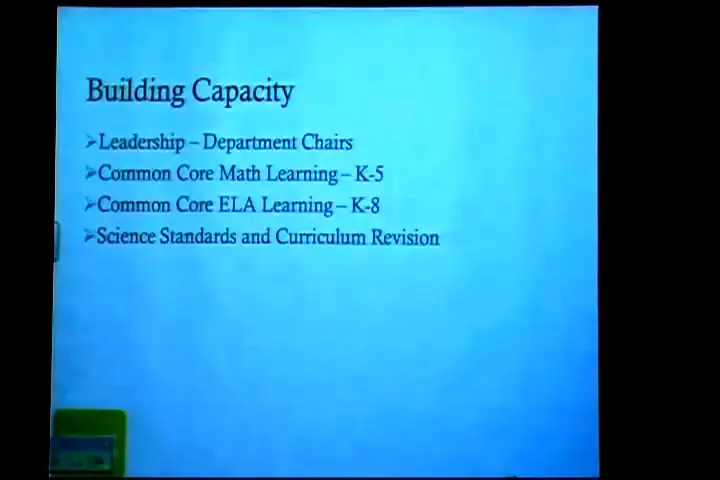 Building Capacity
Leadership – Department Chairs
Common Core Math Learning – K-5
Common Core ELA Learning – K-8
Science Standards and Curriculum Revision